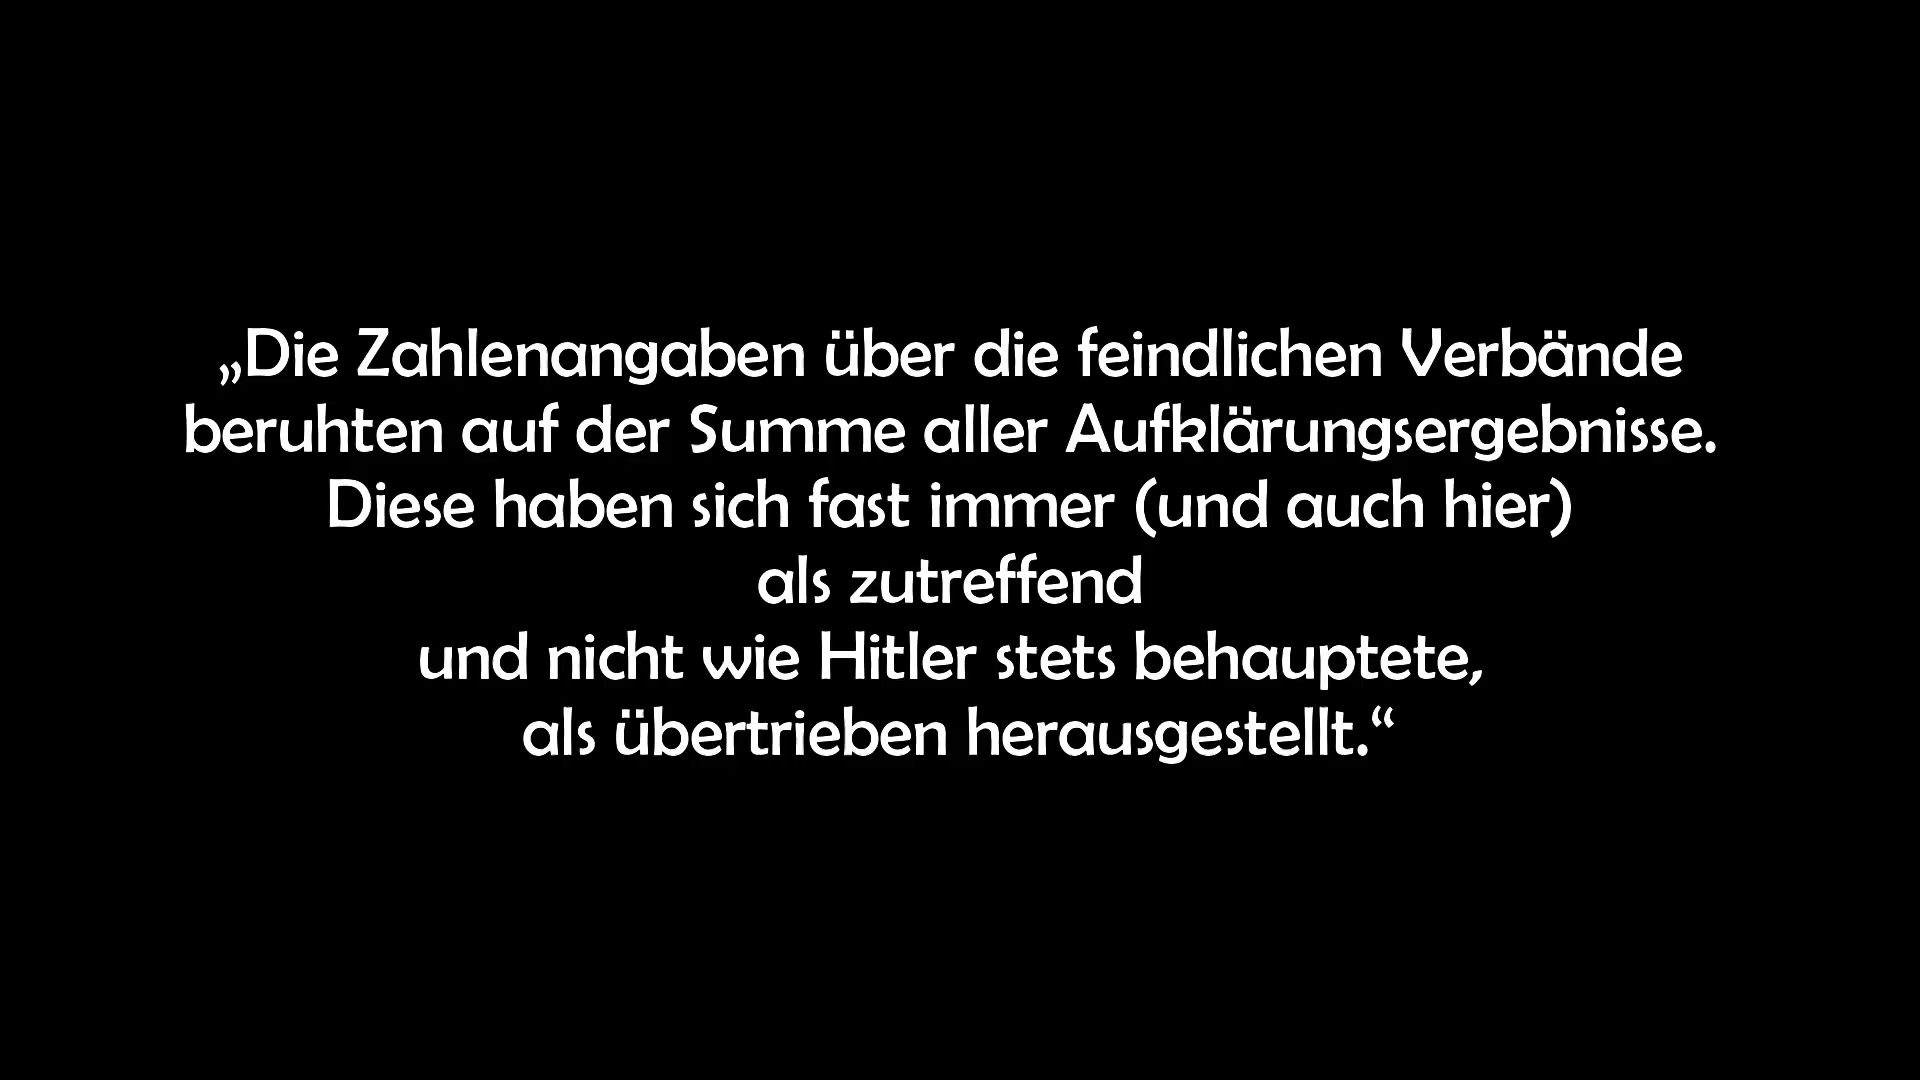 „Die Zahlenangaben über die feindlichen Verbände
beruhten auf der Summe aller Aufklärungsergebnisse.
Diese haben sich fast immer (und auch hier)
als zutreffend
und nicht wie Hitler stets behauptete,
als übertrieben herausgestellt.“